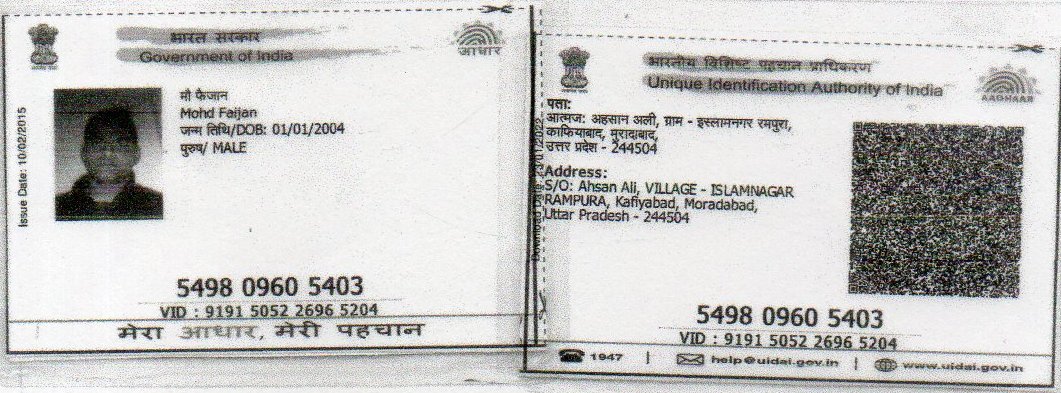 भारत सरकार
Government of India
आधार
Issue Date: 10/02/2015
मौ फैजान
Mohd Faijan
जन्म तिथि/DOB: 01/01/2004
पुरुष/ MALE
5498 0960 5403
VID : 9191 5052 2696 5204
मेरा आधार, मेरी पहचान
भारतीय विशिष्ट पहचान प्राधिकरण
Unique Identification Authority of India
AADHAAR
पता:
आत्मज: अहसान अली, ग्राम - इस्लामनगर रमपुरा,
काफियाबाद, मुरादाबाद,
उत्तर प्रदेश - 244504
Address:
S/O: Ahsan Ali, VILLAGE - ISLAMNAGAR
RAMPURA, Kafiyabad, Moradabad,
Uttar Pradesh - 244504
5498 0960 5403
VID : 9191 5052 2696 5204
1947
help@uidai.gov.in
www.uidai.gov.in